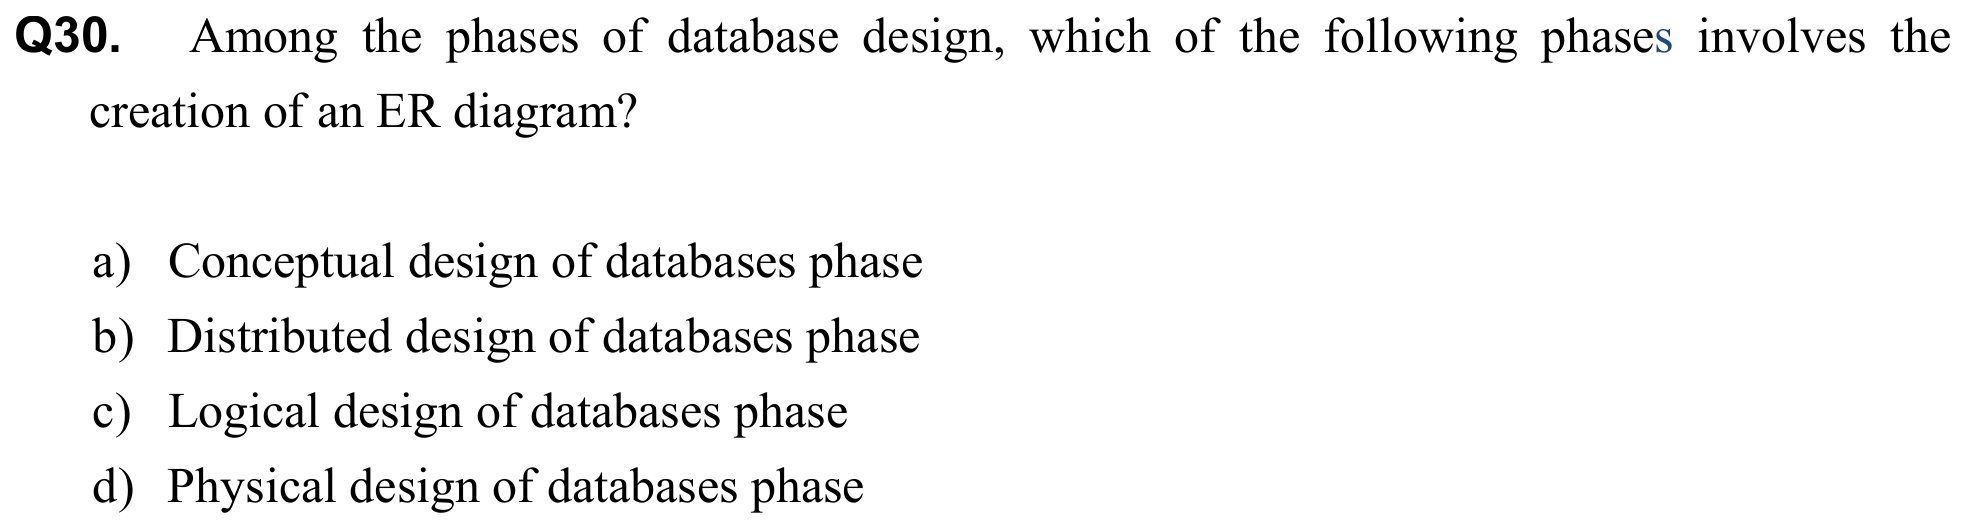 Q30. Among the phases of database design, which of the following phases involves the
creation of an ER diagram?
a) Conceptual design of databases phase
b) Distributed design of databases phase
c) Logical design of databases phase
d) Physical design of databases phase